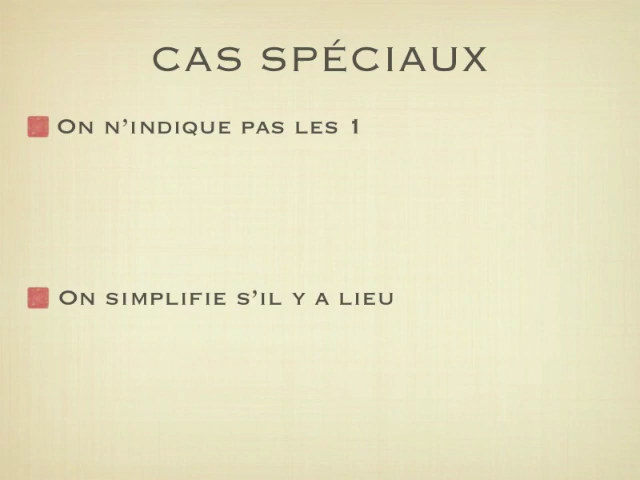 CAS SPÉCIAUX
ON N'INDIQUE PAS LES 1
ON SIMPLIFIE S'IL Y A LIEU